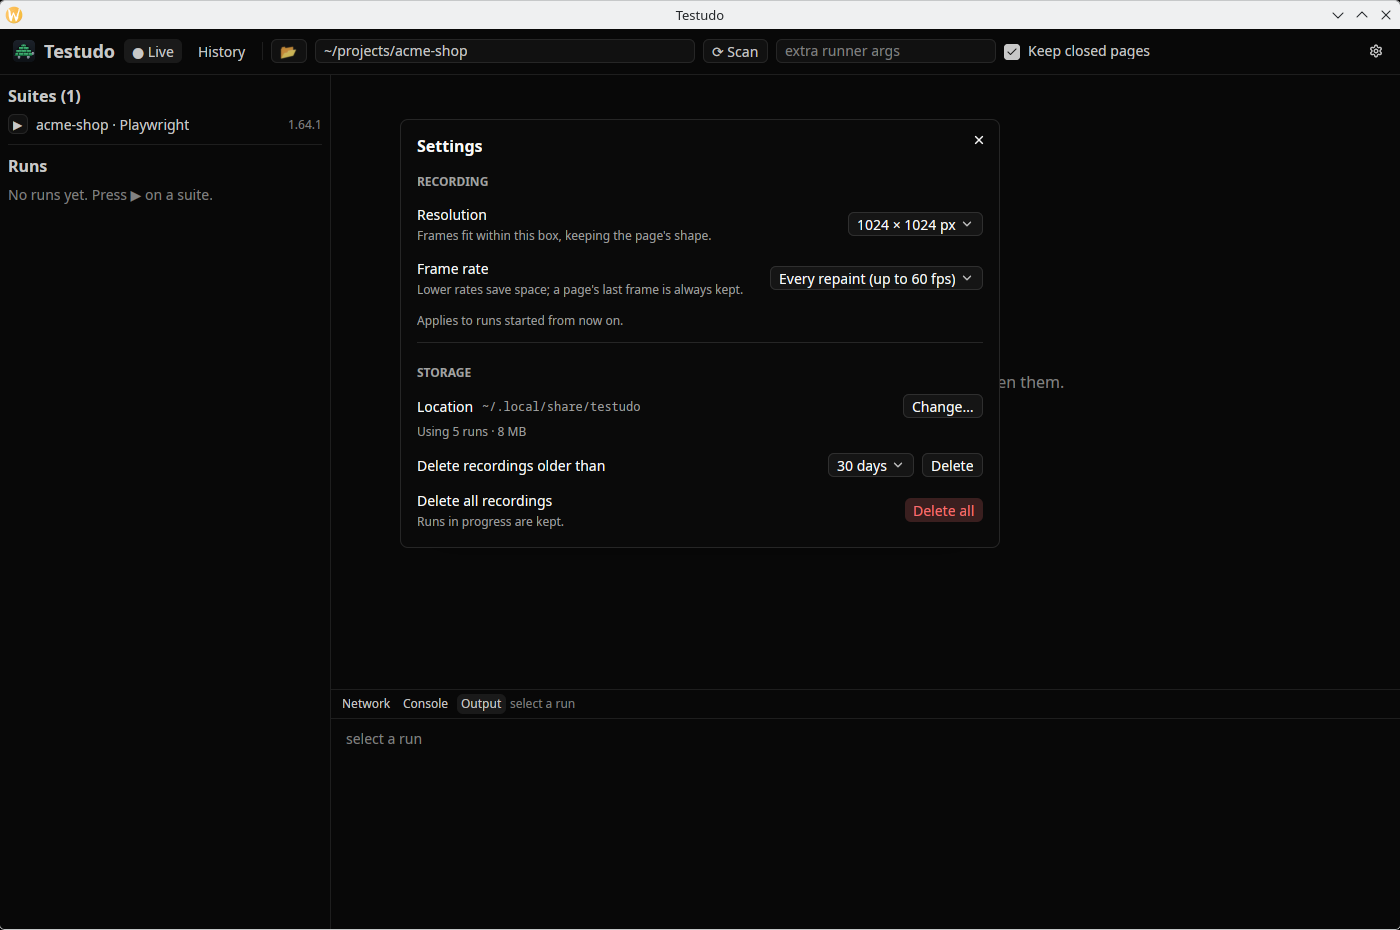 Testudo
Testudo
Live
History
~/projects/acme-shop
Scan
extra runner args
Keep closed pages
Suites (1)
acme-shop · Playwright
1.64.1
Runs
No runs yet. Press ▶ on a suite.
Settings
RECORDING
Resolution
1024 × 1024 px
Frames fit within this box, keeping the page's shape.
Frame rate
Every repaint (up to 60 fps)
Lower rates save space; a page's last frame is always kept.
Applies to runs started from now on.
STORAGE
en them.
Location ~/.local/share/testudo
Change...
Using 5 runs · 8 MB
Delete recordings older than
30 days
Delete
Delete all recordings
Delete all
Runs in progress are kept.
Network Console Output select a run
select a run